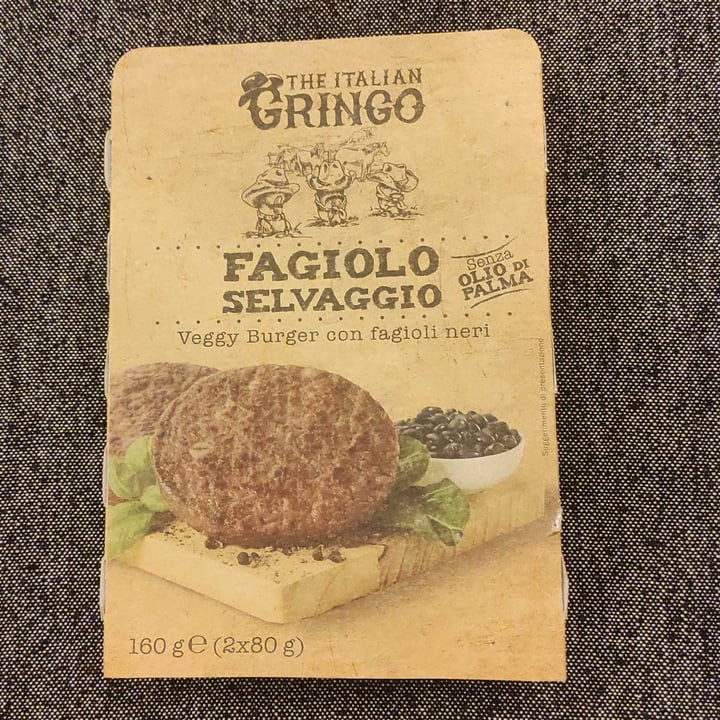 THE ITALIAN
GRINGO
FAGIOLO
SELVAGGIO
Senza
OLIO DI
PALMA
Veggy Burger con fagioli neri
Suggerimento di presentazione
160 g e (2x80 g)